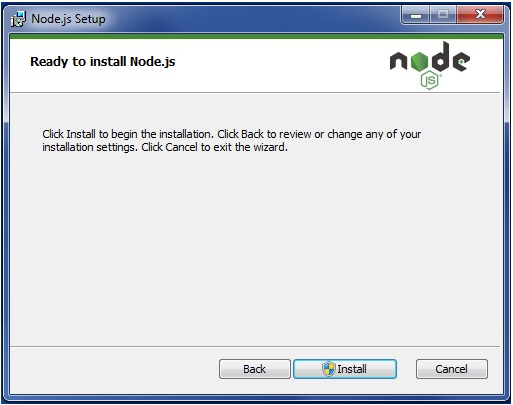 Node.js Setup
Ready to install Node.js
node
JS
Click Install to begin the installation. Click Back to review or change any of your
installation settings. Click Cancel to exit the wizard.
Back
Install
Cancel